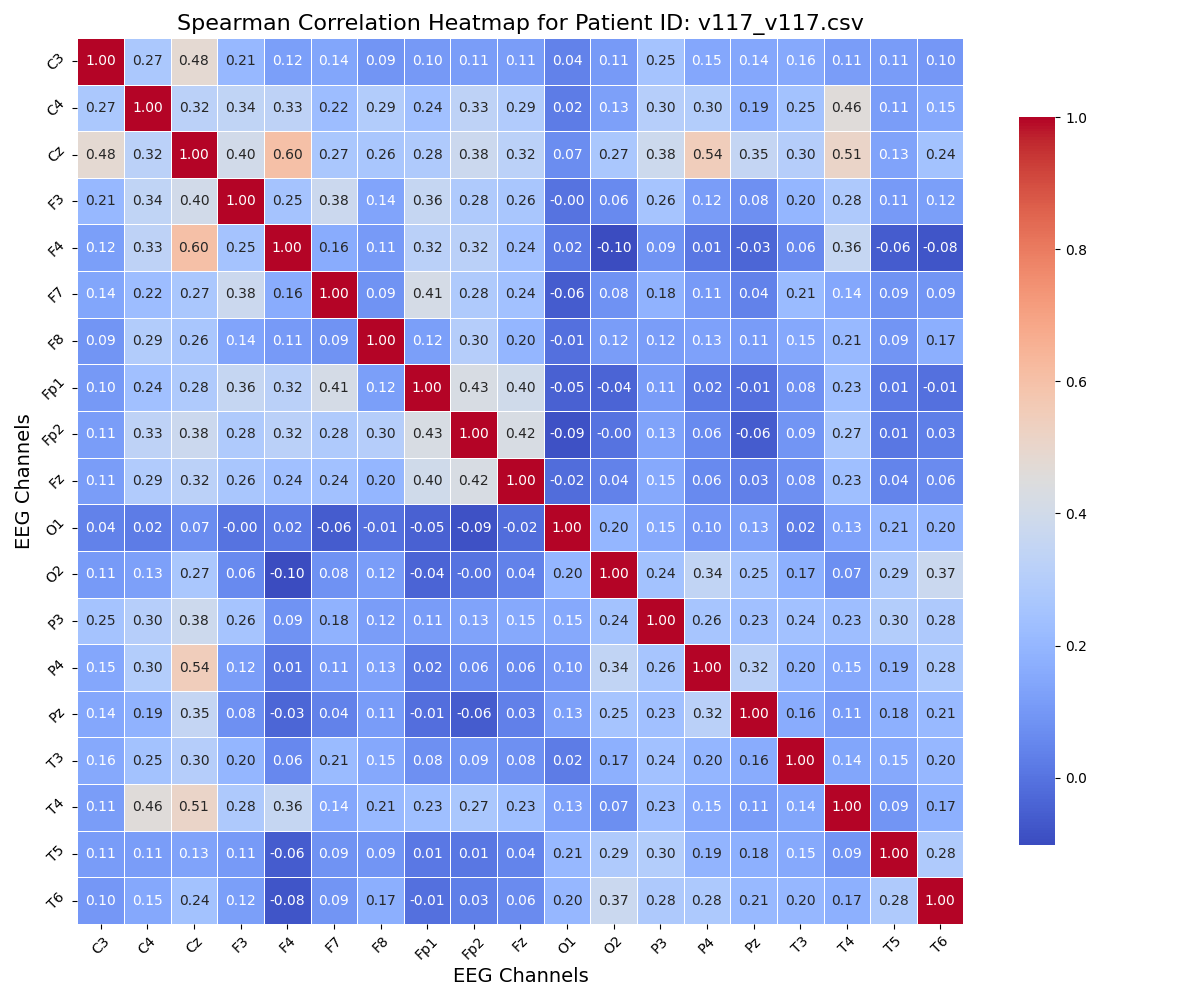 Spearman Correlation Heatmap for Patient ID: v117_v117.csv
C3 1.00 0.27 0.48 0.21 0.12 0.14 0.09 0.10 0.11 0.11 0.04 0.11 0.25 0.15 0.14 0.16 0.11 0.11 0.10
C4 0.27 1.00 0.32 0.34 0.33 0.22 0.29 0.24 0.33 0.29 0.02 0.13 0.30 0.30 0.19 0.25 0.46 0.11 0.15
Cz 0.48 0.32 1.00 0.40 0.60 0.27 0.26 0.28 0.38 0.32 0.07 0.27 0.38 0.54 0.35 0.30 0.51 0.13 0.24
F3 0.21 0.34 0.40 1.00 0.25 0.38 0.14 0.36 0.28 0.26 -0.00 0.06 0.26 0.12 0.08 0.20 0.28 0.11 0.12
F4 0.12 0.33 0.60 0.25 1.00 0.16 0.11 0.32 0.32 0.24 0.02 -0.10 0.09 0.01 -0.03 0.06 0.36 -0.06 -0.08
F7 0.14 0.22 0.27 0.38 0.16 1.00 0.09 0.41 0.28 0.24 -0.06 0.08 0.18 0.11 0.04 0.21 0.14 0.09 0.09
F8 0.09 0.29 0.26 0.14 0.11 0.09 1.00 0.12 0.30 0.20 -0.01 0.12 0.12 0.13 0.11 0.15 0.21 0.09 0.17
Fp1 0.10 0.24 0.28 0.36 0.32 0.41 0.12 1.00 0.43 0.40 -0.05 -0.04 0.11 0.02 -0.01 0.08 0.23 0.01 -0.01
Fp2 0.11 0.33 0.38 0.28 0.32 0.28 0.30 0.43 1.00 0.42 -0.09 -0.00 0.13 0.06 -0.06 0.09 0.27 0.01 0.03
Fz 0.11 0.29 0.32 0.26 0.24 0.24 0.20 0.40 0.42 1.00 -0.02 0.04 0.15 0.06 0.03 0.08 0.23 0.04 0.06
O1 0.04 0.02 0.07 -0.00 0.02 -0.06 -0.01 -0.05 -0.09 -0.02 1.00 0.20 0.15 0.10 0.13 0.02 0.13 0.21 0.20
O2 0.11 0.13 0.27 0.06 -0.10 0.08 0.12 -0.04 -0.00 0.04 0.20 1.00 0.24 0.34 0.25 0.17 0.07 0.29 0.37
P3 0.25 0.30 0.38 0.26 0.09 0.18 0.12 0.11 0.13 0.15 0.15 0.24 1.00 0.26 0.23 0.24 0.23 0.30 0.28
P4 0.15 0.30 0.54 0.12 0.01 0.11 0.13 0.02 0.06 0.06 0.10 0.34 0.26 1.00 0.32 0.20 0.15 0.19 0.28
Pz 0.14 0.19 0.35 0.08 -0.03 0.04 0.11 -0.01 -0.06 0.03 0.13 0.25 0.23 0.32 1.00 0.16 0.11 0.18 0.21
T3 0.16 0.25 0.30 0.20 0.06 0.21 0.15 0.08 0.09 0.08 0.02 0.17 0.24 0.20 0.16 1.00 0.14 0.15 0.20
T4 0.11 0.46 0.51 0.28 0.36 0.14 0.21 0.23 0.27 0.23 0.13 0.07 0.23 0.15 0.11 0.14 1.00 0.09 0.17
T5 0.11 0.11 0.13 0.11 -0.06 0.09 0.09 0.01 0.01 0.04 0.21 0.29 0.30 0.19 0.18 0.15 0.09 1.00 0.28
T6 0.10 0.15 0.24 0.12 -0.08 0.09 0.17 -0.01 0.03 0.06 0.20 0.37 0.28 0.28 0.21 0.20 0.17 0.28 1.00
C3 C4 Cz F3 F4 F7 F8 Fp1 Fp2 Fz O1 O2 P3 P4 Pz T3 T4 T5 T6
EEG Channels
EEG Channels
1.0
0.8
0.6
0.4
0.2
0.0